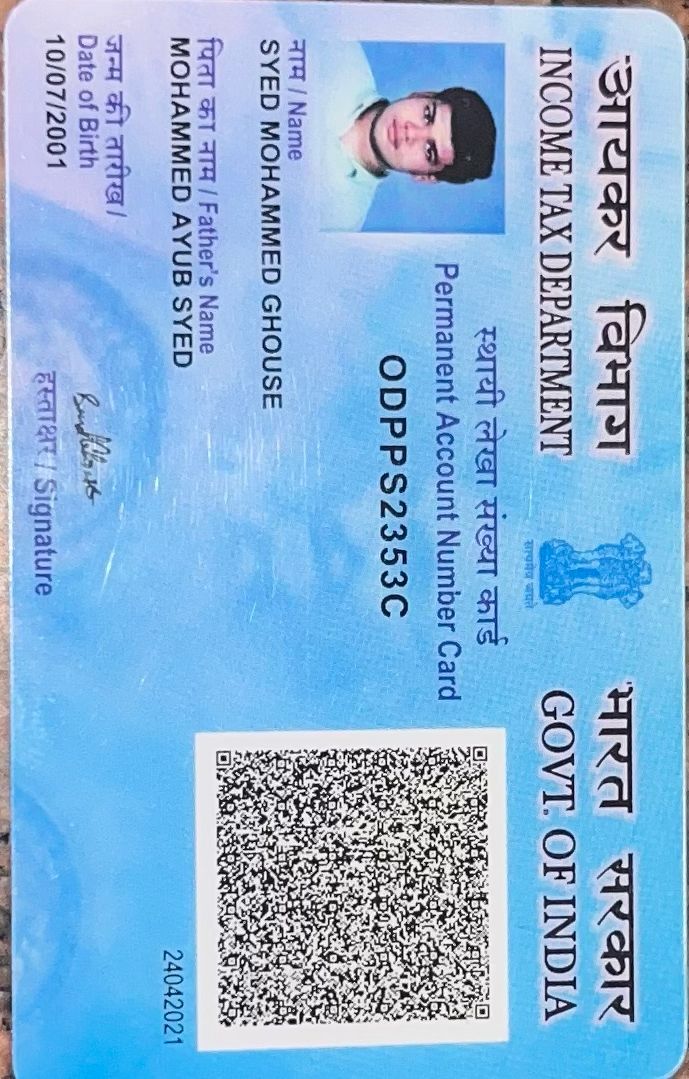 आयकर विभाग
INCOME TAX DEPARTMENT
सत्यमेव जयते
भारत सरकार
GOVT. OF INDIA
स्थायी लेखा संख्या कार्ड
Permanent Account Number Card
ODPPS2353C
नाम / Name
SYED MOHAMMED GHOUSE
पिता का नाम / Father's Name
MOHAMMED AYUB SYED
जन्म की तारीख /
Date of Birth
10/07/2001
हस्ताक्षर / Signature
24042021